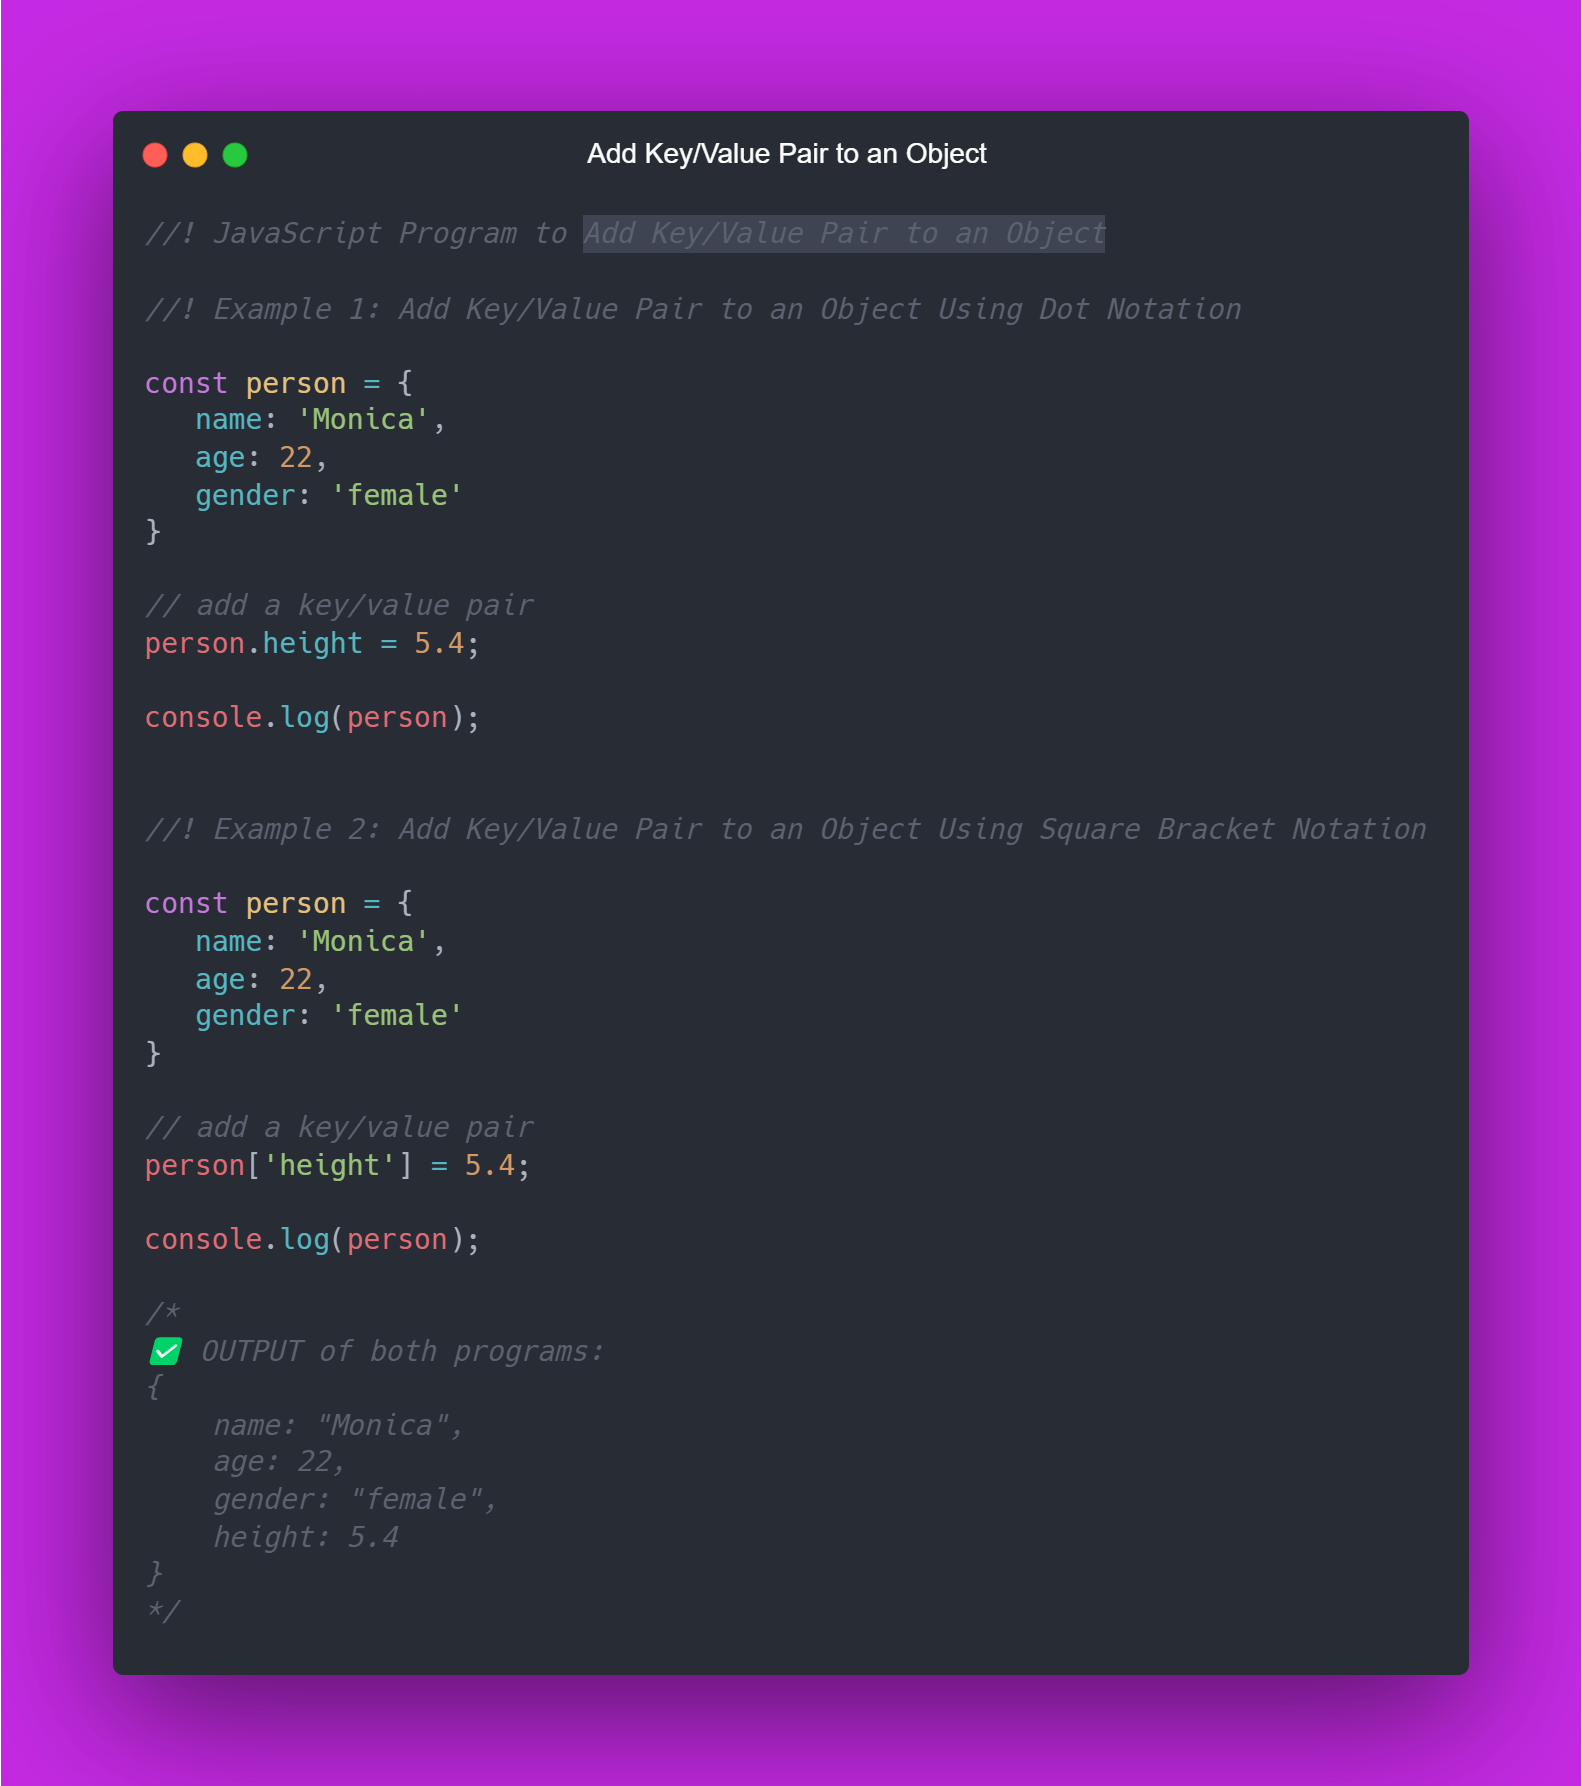 Add Key/Value Pair to an Object
//! JavaScript Program to Add Key/Value Pair to an Object
//! Example 1: Add Key/Value Pair to an Object Using Dot Notation
const person = {
   name: 'Monica',
   age: 22,
   gender: 'female'
}
// add a key/value pair
person.height = 5.4;
console.log(person);
//! Example 2: Add Key/Value Pair to an Object Using Square Bracket Notation
const person = {
   name: 'Monica',
   age: 22,
   gender: 'female'
}
// add a key/value pair
person['height'] = 5.4;
console.log(person);
/*
✅ OUTPUT of both programs:
{
    name: "Monica",
    age: 22,
    gender: "female",
    height: 5.4
}
*/